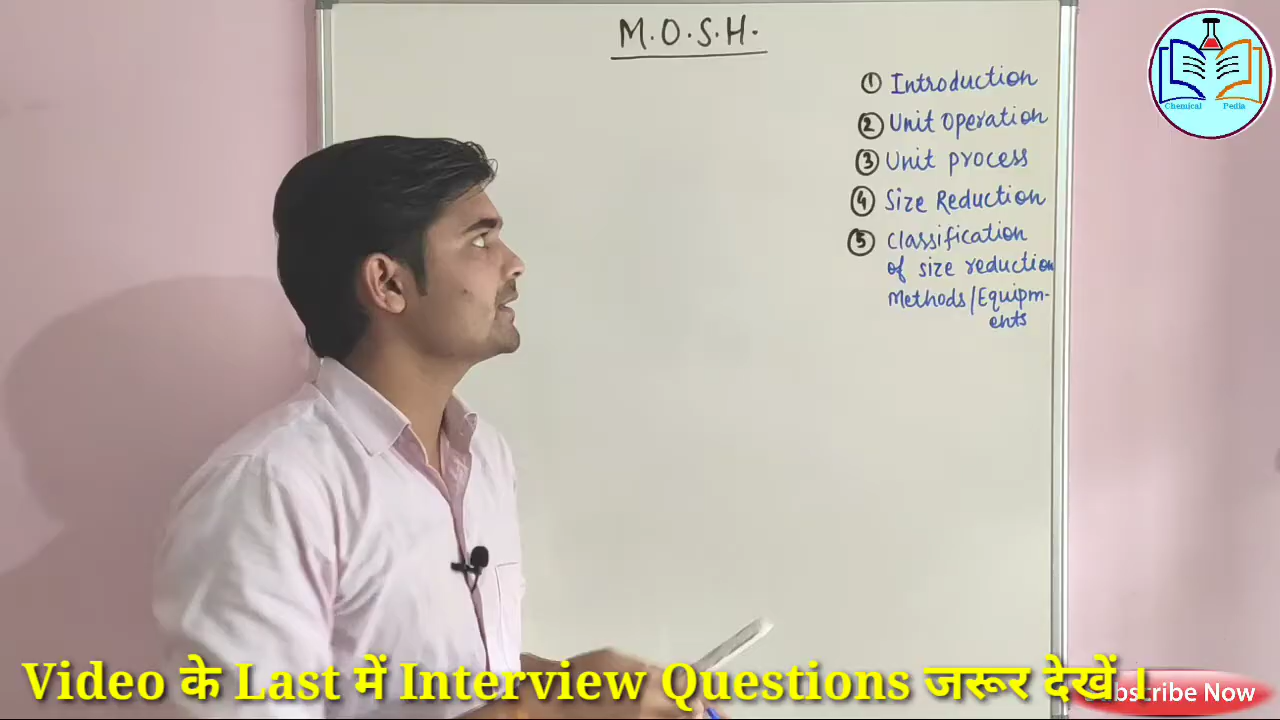 M.O.S.H.
① Introduction
② Unit Operation
③ Unit process
④ Size Reduction
⑤ Classification
of size reduction
Methods/Equipm-
ents
Chemical Pedia
Video के Last में Interview Questions जरूर देखें ।
Subscribe Now